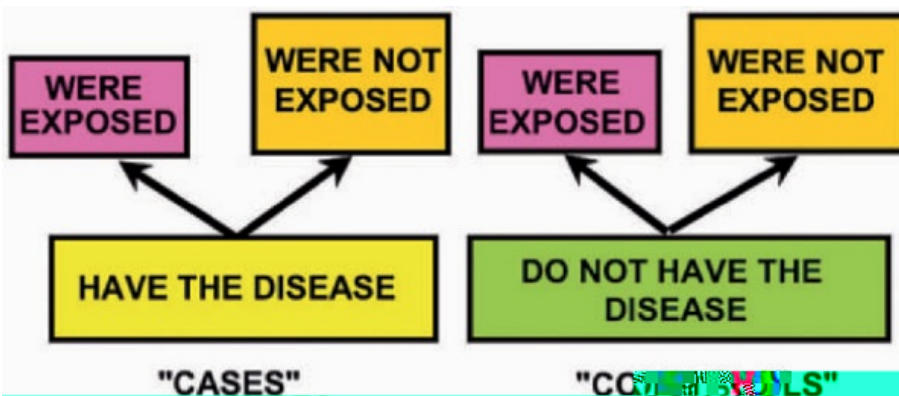 WERE
EXPOSED
WERE NOT
EXPOSED
WERE
EXPOSED
WERE NOT
EXPOSED
HAVE THE DISEASE
DO NOT HAVE THE
DISEASE
"CASES"